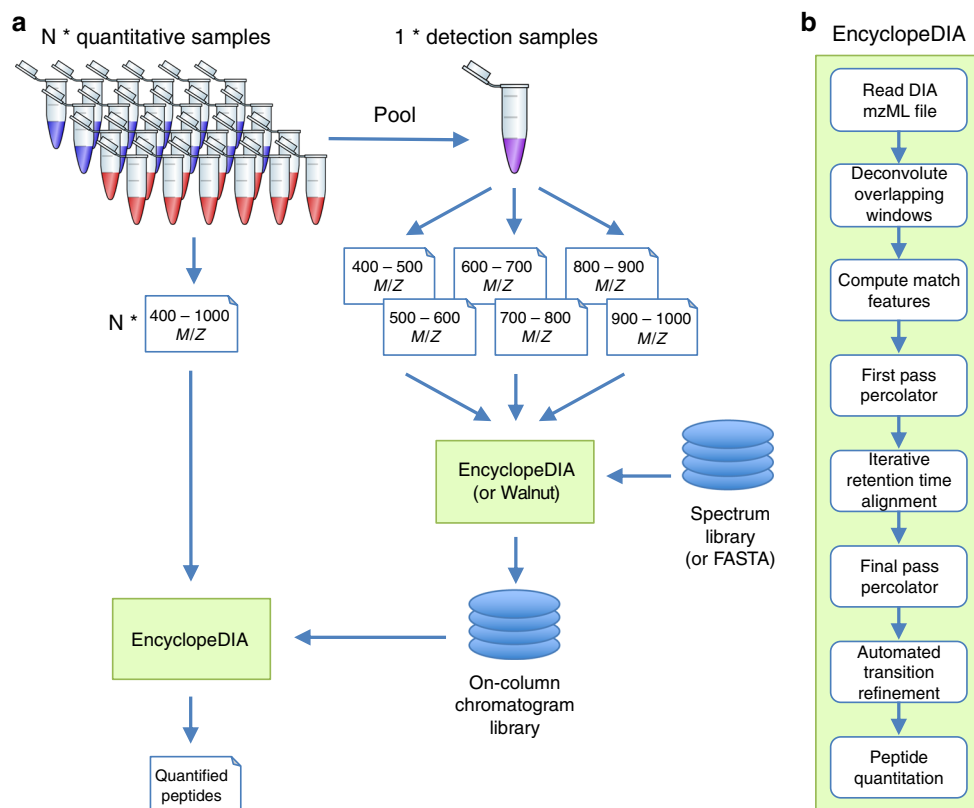 a
N * quantitative samples
1 * detection samples
Pool
400 – 500
M/Z
600 – 700
M/Z
800 – 900
M/Z
500 – 600
M/Z
700 – 800
M/Z
900 – 1000
M/Z
N *
400 – 1000
M/Z
EncyclopeDIA
(or Walnut)
Spectrum
library
(or FASTA)
EncyclopeDIA
On-column
chromatogram
library
Quantified
peptides
b
EncyclopeDIA
Read DIA
mzML file
Deconvolute
overlapping
windows
Compute match
features
First pass
percolator
Iterative
retention time
alignment
Final pass
percolator
Automated
transition
refinement
Peptide
quantitation